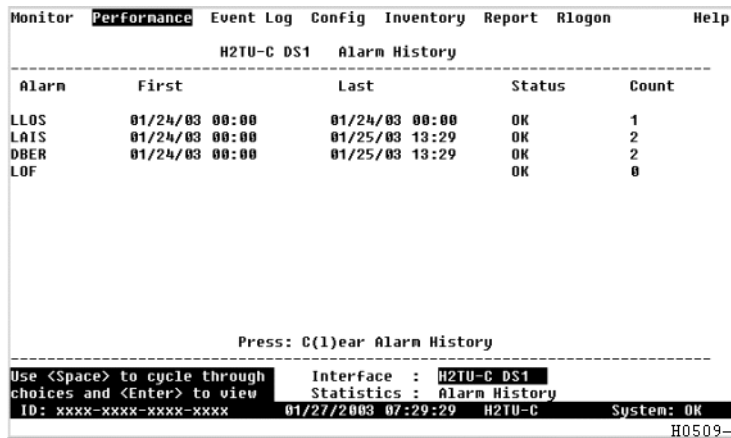 Monitor Performance Event Log Config Inventory Report Rlogon Help
H2TU-C DS1 Alarm History
Alarm First Last Status Count
LLOS 01/24/03 00:00 01/24/03 00:00 OK 1
LAIS 01/24/03 00:00 01/25/03 13:29 OK 2
DBER 01/24/03 00:00 01/25/03 13:29 OK 2
LOF OK 0
Press: C(l)ear Alarm History
Use <Space> to cycle through Interface : H2TU-C DS1
choices and <Enter> to view Statistics : Alarm History
ID: xxxx-xxxx-xxxx-xxxx 01/27/2003 07:29:29 H2TU-C System: OK
H0509-